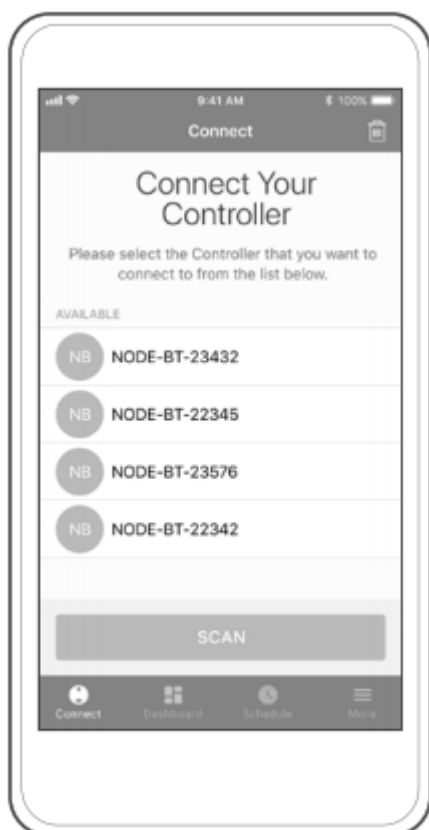 9:41 AM
100%
Connect
Connect Your
Controller
Please select the Controller that you want to
connect to from the list below.
AVAILABLE
NB NODE-BT-23432
NB NODE-BT-22345
NB NODE-BT-23576
NB NODE-BT-22342
SCAN
Connect Dashboard Schedule More